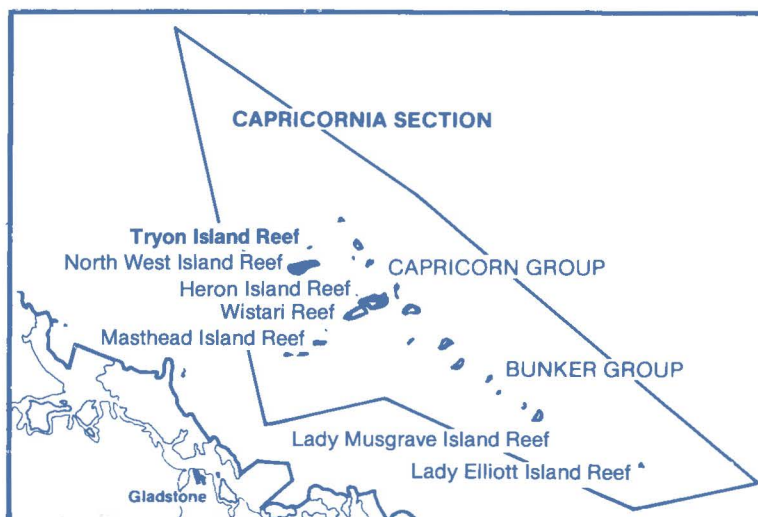 CAPRICORNIA SECTION
Tryon Island Reef
North West Island Reef
CAPRICORN GROUP
Heron Island Reef
Wistari Reef
Masthead Island Reef
BUNKER GROUP
Lady Musgrave Island Reef
Lady Elliott Island Reef
Gladstone